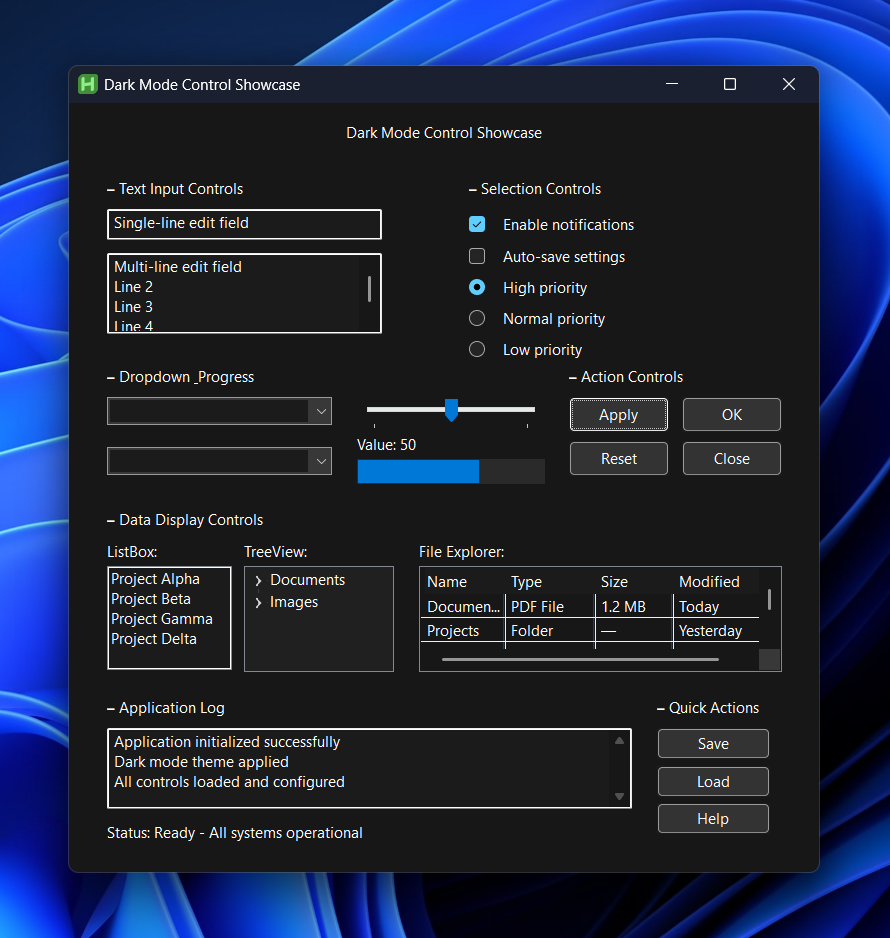 Dark Mode Control Showcase
Dark Mode Control Showcase
– Text Input Controls
Single-line edit field
Multi-line edit field
Line 2
Line 3
Line 4
– Selection Controls
Enable notifications
Auto-save settings
High priority
Normal priority
Low priority
– Dropdown _Progress
Value: 50
– Action Controls
Apply
OK
Reset
Close
– Data Display Controls
ListBox:
Project Alpha
Project Beta
Project Gamma
Project Delta
TreeView:
Documents
Images
File Explorer:
Name Type Size Modified
Documen... PDF File 1.2 MB Today
Projects Folder — Yesterday
– Application Log
Application initialized successfully
Dark mode theme applied
All controls loaded and configured
Status: Ready - All systems operational
– Quick Actions
Save
Load
Help